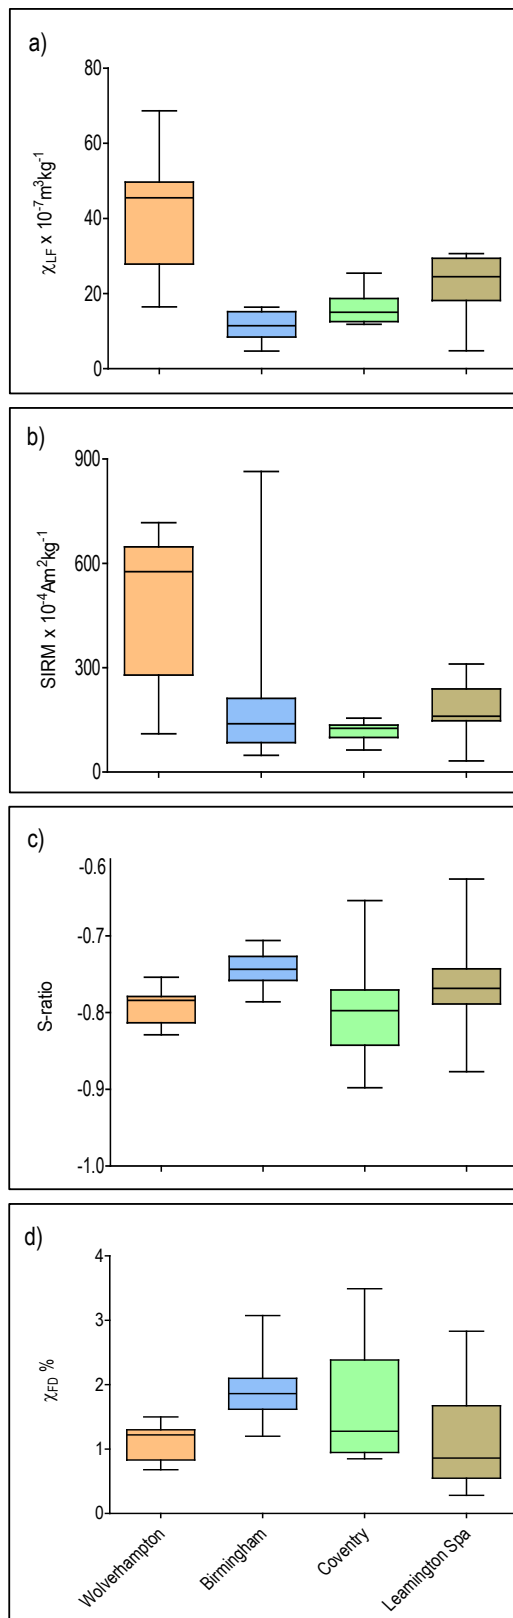 a)
80
60
40
20
0
χLF x 10-7m3kg-1
b)
900
600
300
0
SIRM x 10-4Am2kg-1
c)
-0.6
-0.7
-0.8
-0.9
-1.0
S-ratio
d)
4
3
2
1
0
χFD %
Wolverhampton
Birmingham
Coventry
Leamington Spa